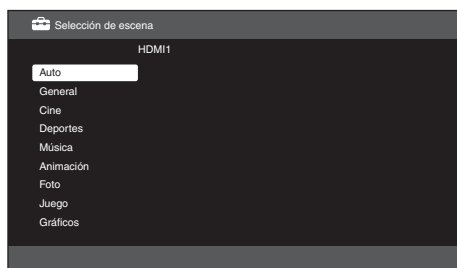 Selección de escena
HDMI1
Auto
General
Cine
Deportes
Música
Animación
Foto
Juego
Gráficos